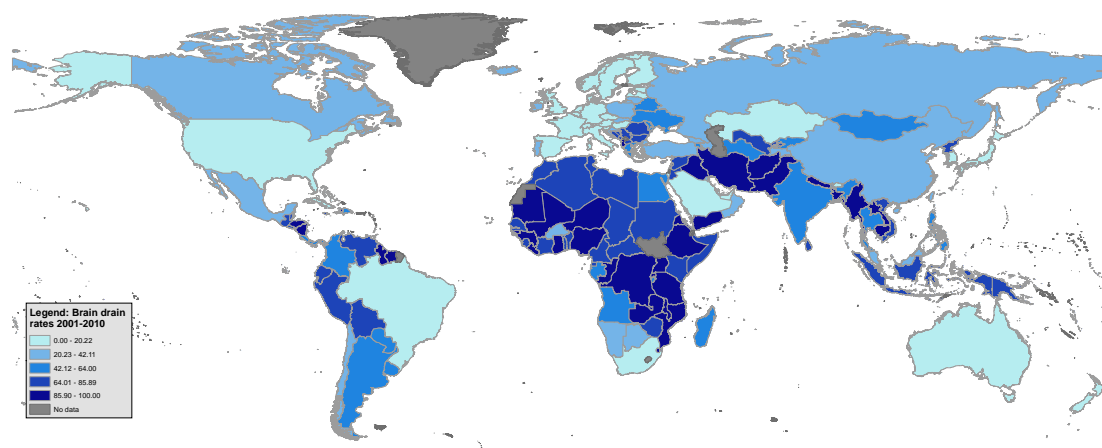 Legend: Brain drain
rates 2001-2010
0.00 - 20.22
20.23 - 42.11
42.12 - 64.00
64.01 - 85.89
85.90 - 100.00
No data